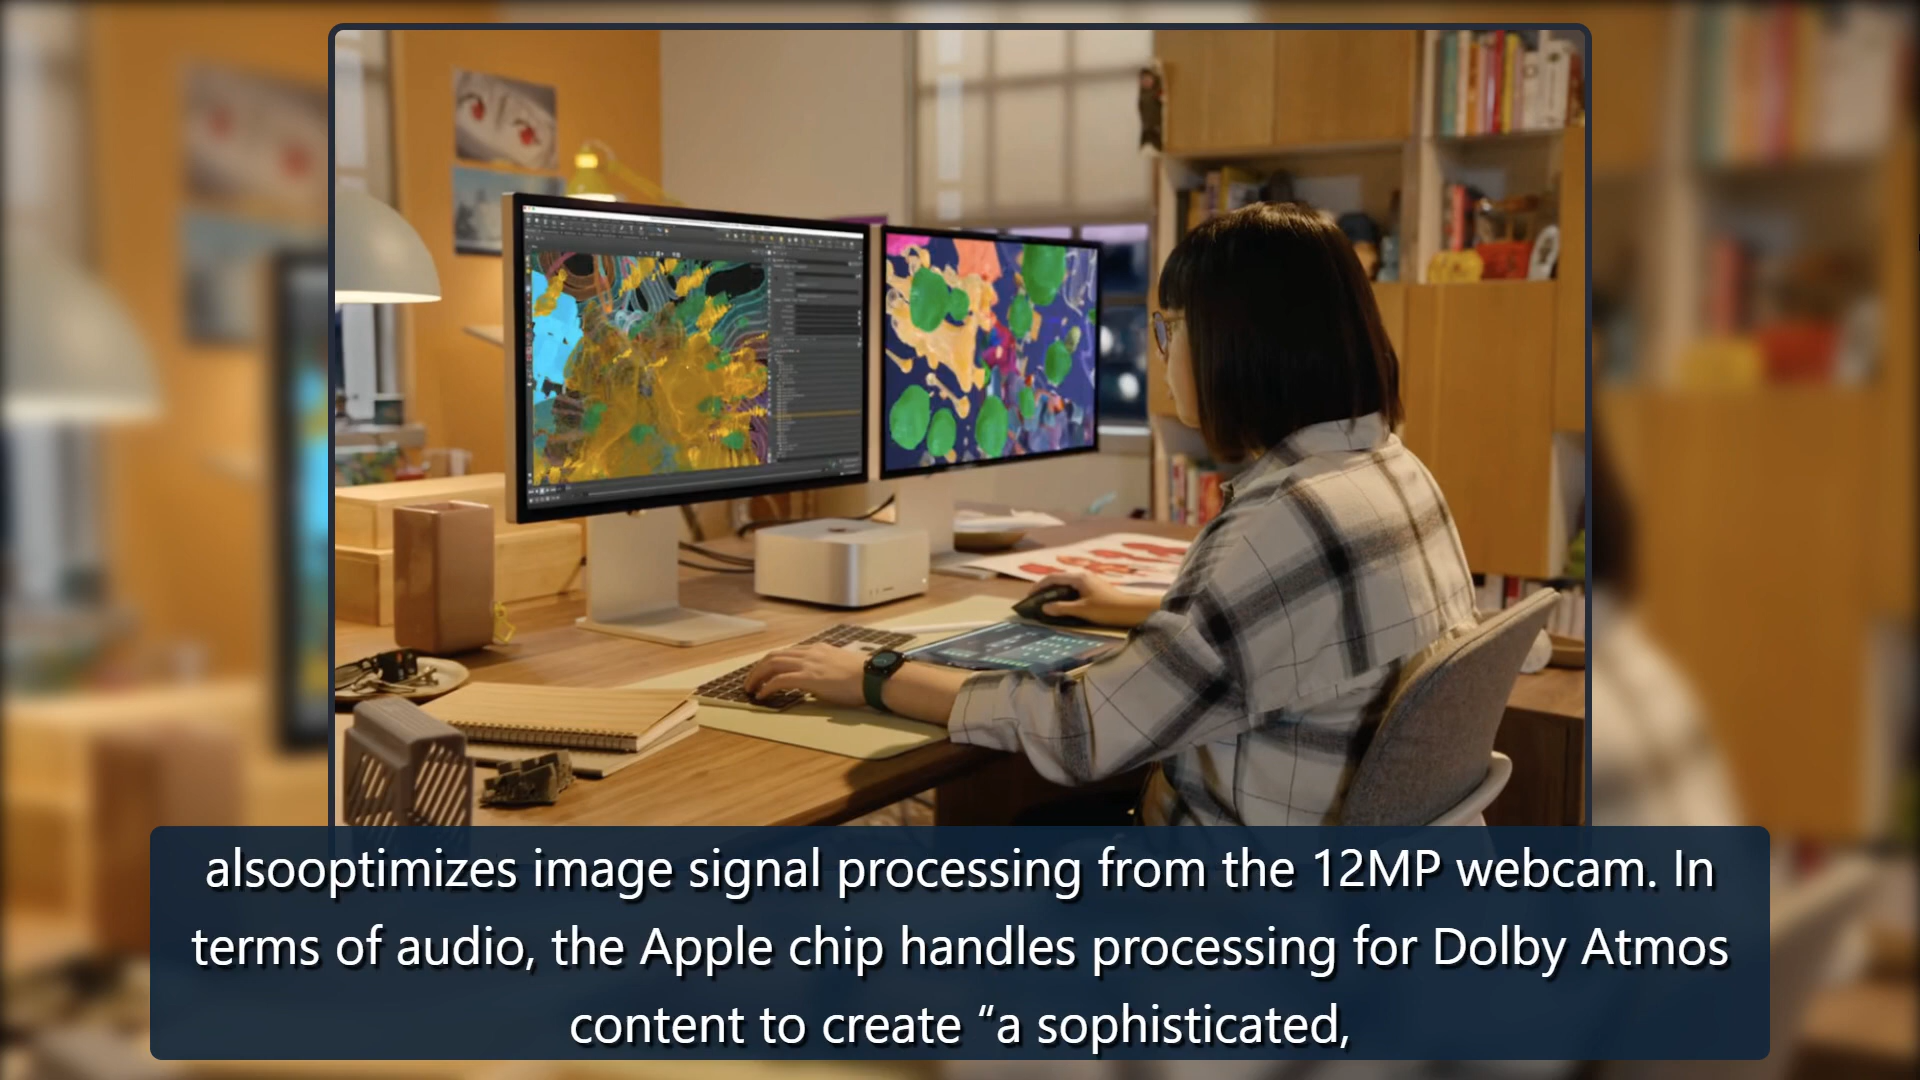 alsooptimizes image signal processing from the 12MP webcam. In
terms of audio, the Apple chip handles processing for Dolby Atmos
content to create “a sophisticated,